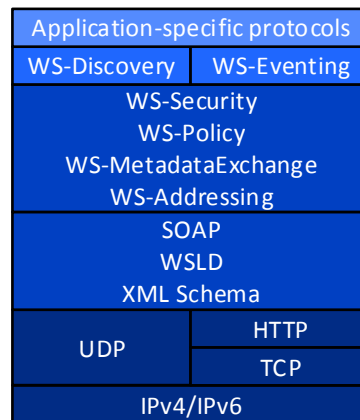 Application-specific protocols
WS-Discovery
WS-Eventing
WS-Security
WS-Policy
WS-MetadataExchange
WS-Addressing
SOAP
WSLD
XML Schema
UDP
HTTP
TCP
IPv4/IPv6